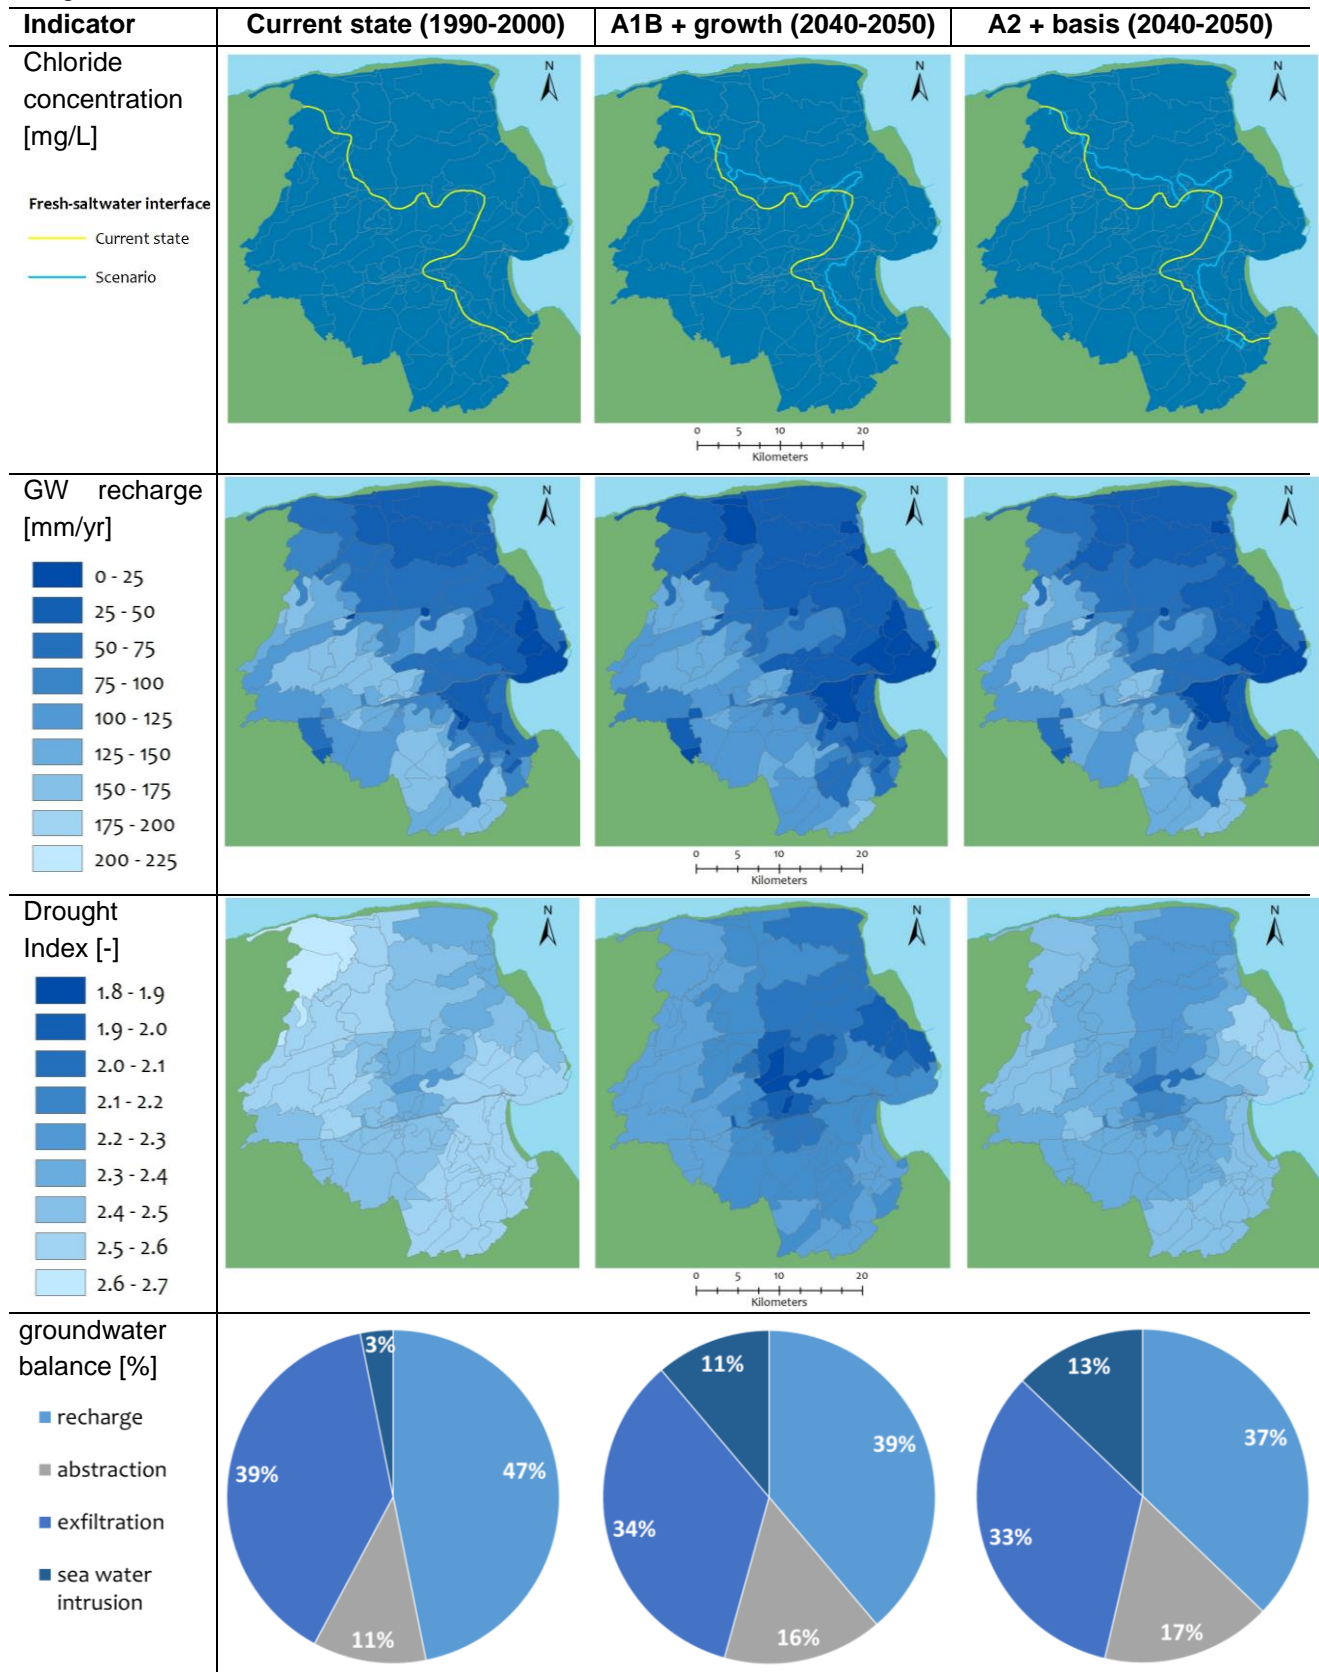 Indicator
Current state (1990-2000)
A1B + growth (2040-2050)
A2 + basis (2040-2050)
Chloride
concentration
[mg/L]
Fresh-saltwater interface
Current state
Scenario
N
N
N
0 5 10 20
Kilometers
GW recharge
[mm/yr]
0 - 25
25 - 50
50 - 75
75 - 100
100 - 125
125 - 150
150 - 175
175 - 200
200 - 225
N
N
N
0 5 10 20
Kilometers
Drought
Index [-]
1.8 - 1.9
1.9 - 2.0
2.0 - 2.1
2.1 - 2.2
2.2 - 2.3
2.3 - 2.4
2.4 - 2.5
2.5 - 2.6
2.6 - 2.7
N
N
N
0 5 10 20
Kilometers
groundwater
balance [%]
recharge
abstraction
exfiltration
sea water
intrusion
3%
39%
47%
11%
11%
39%
34%
16%
13%
37%
33%
17%